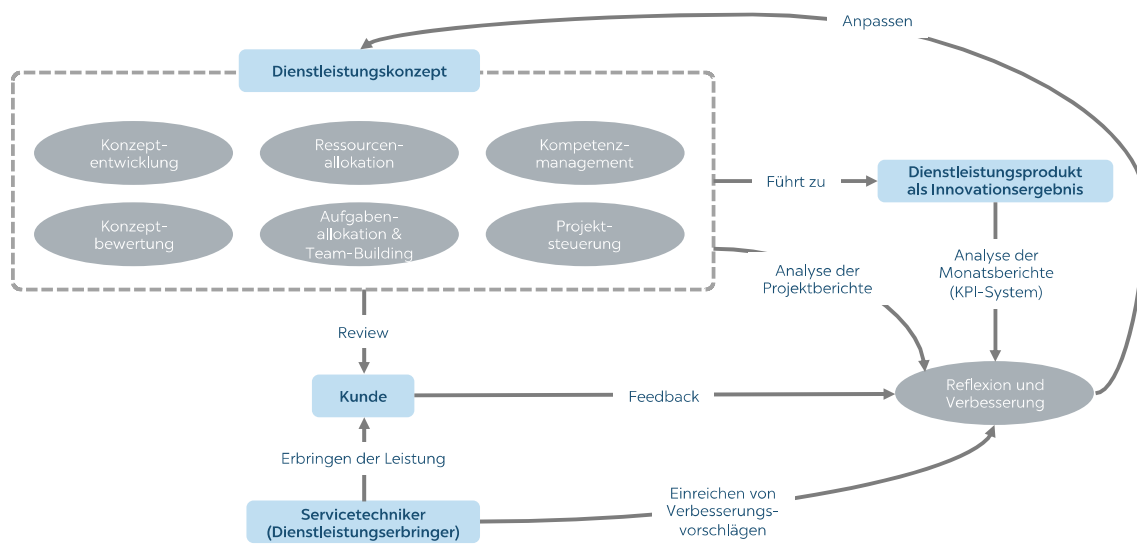 Anpassen
Dienstleistungskonzept
Konzept-
entwicklung
Ressourcen-
allokation
Kompetenz-
management
Konzept-
bewertung
Aufgaben-
allokation &
Team-Building
Projekt-
steuerung
Führt zu
Dienstleistungsprodukt
als Innovationsergebnis
Analyse der
Projektberichte
Analyse der
Monatsberichte
(KPI-System)
Review
Kunde
Feedback
Reflexion und
Verbesserung
Erbringen der Leistung
Servicetechniker
(Dienstleistungserbringer)
Einreichen von
Verbesserungs-
vorschlägen